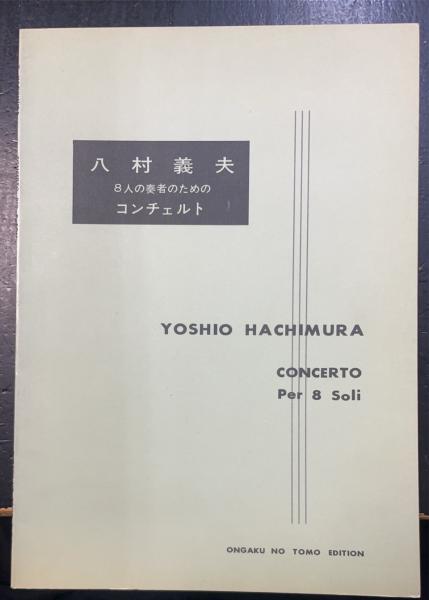 八村義夫
8人の奏者のための
コンチェルト
YOSHIO HACHIMURA
CONCERTO
Per 8 Soli
ONGAKU NO TOMO EDITION